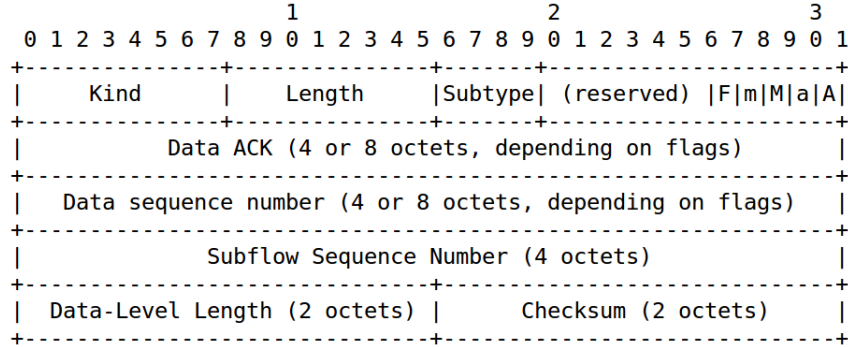 1                   2                   3
 0 1 2 3 4 5 6 7 8 9 0 1 2 3 4 5 6 7 8 9 0 1 2 3 4 5 6 7 8 9 0 1
+---------------+---------------+-------+----------------------+
|     Kind      |    Length     |Subtype| (reserved) |F|m|M|a|A|
+---------------+---------------+-------+----------------------+
|           Data ACK (4 or 8 octets, depending on flags)       |
+--------------------------------------------------------------+
|   Data sequence number (4 or 8 octets, depending on flags)   |
+--------------------------------------------------------------+
|              Subflow Sequence Number (4 octets)              |
+-------------------------------+------------------------------+
|  Data-Level Length (2 octets) |      Checksum (2 octets)     |
+-------------------------------+------------------------------+